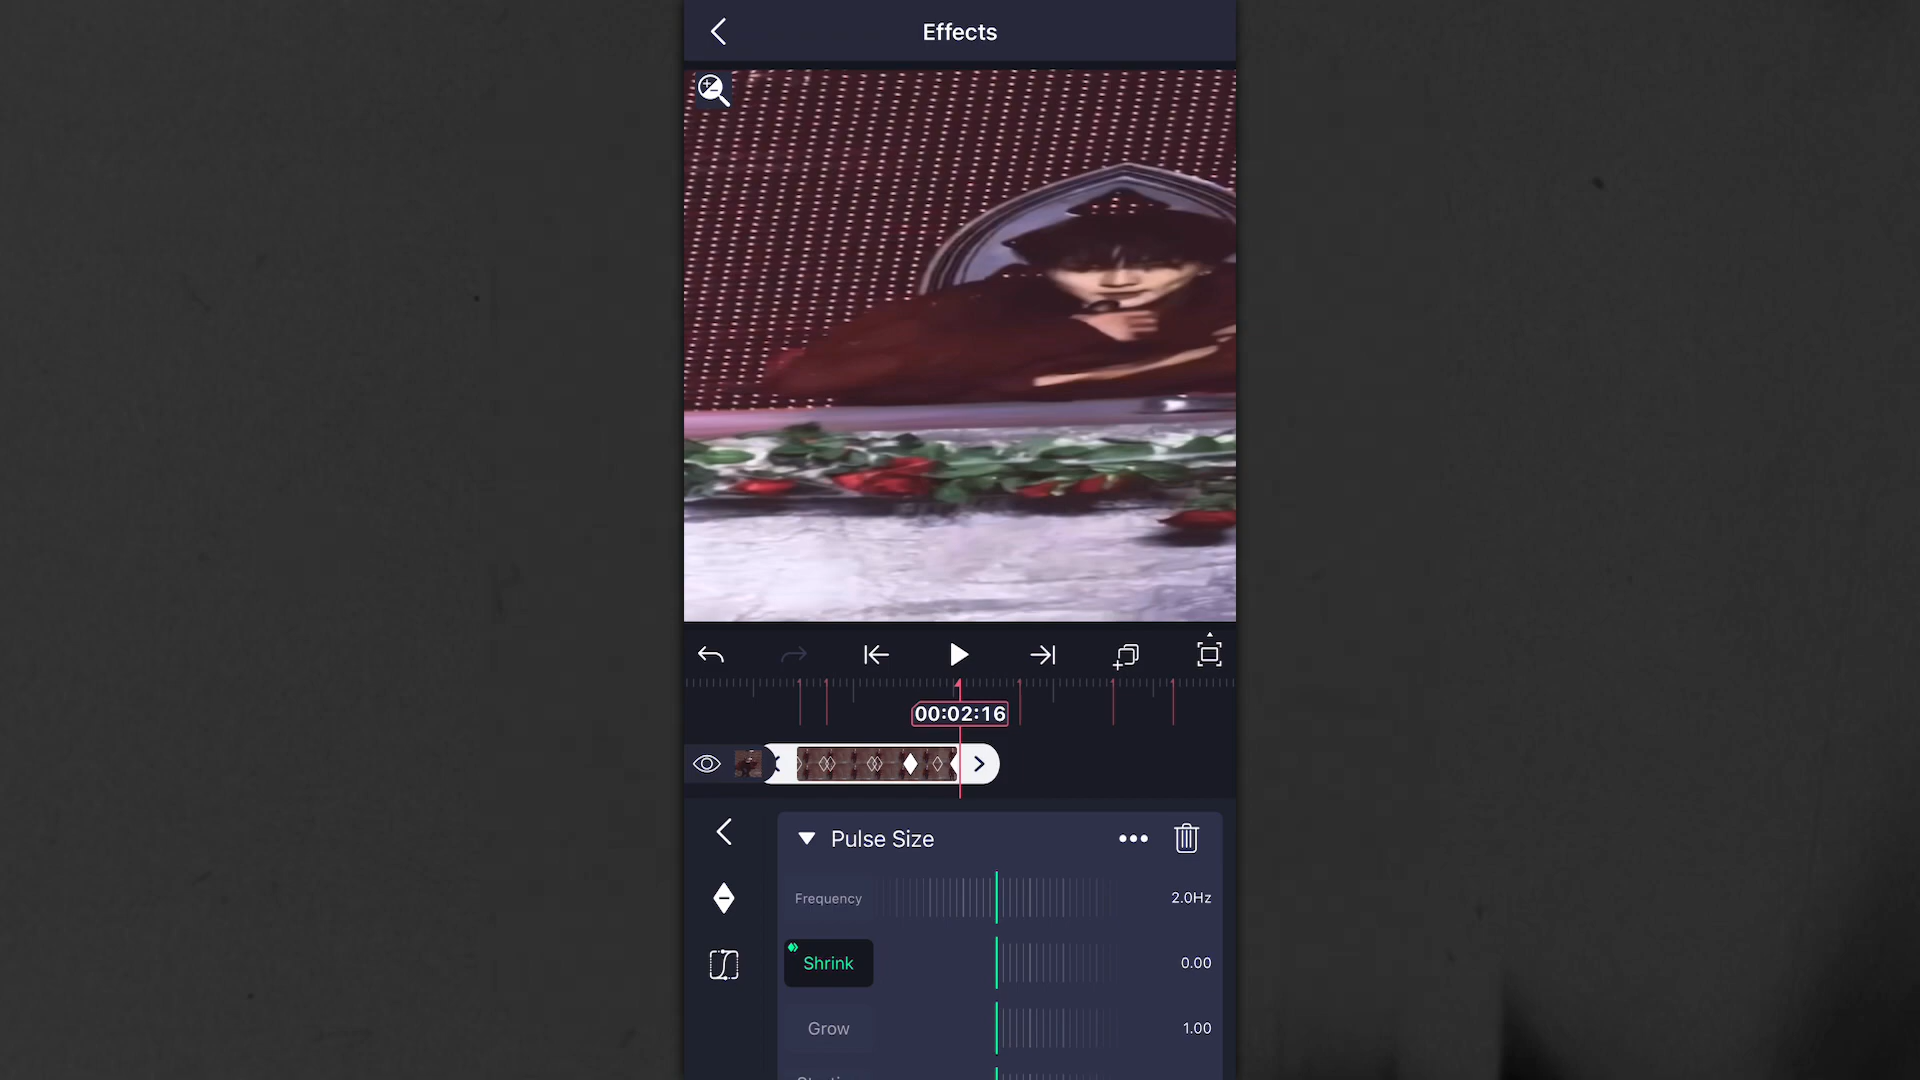 Effects
00:02:16
Pulse Size
Frequency
2.0Hz
Shrink
0.00
Grow
1.00